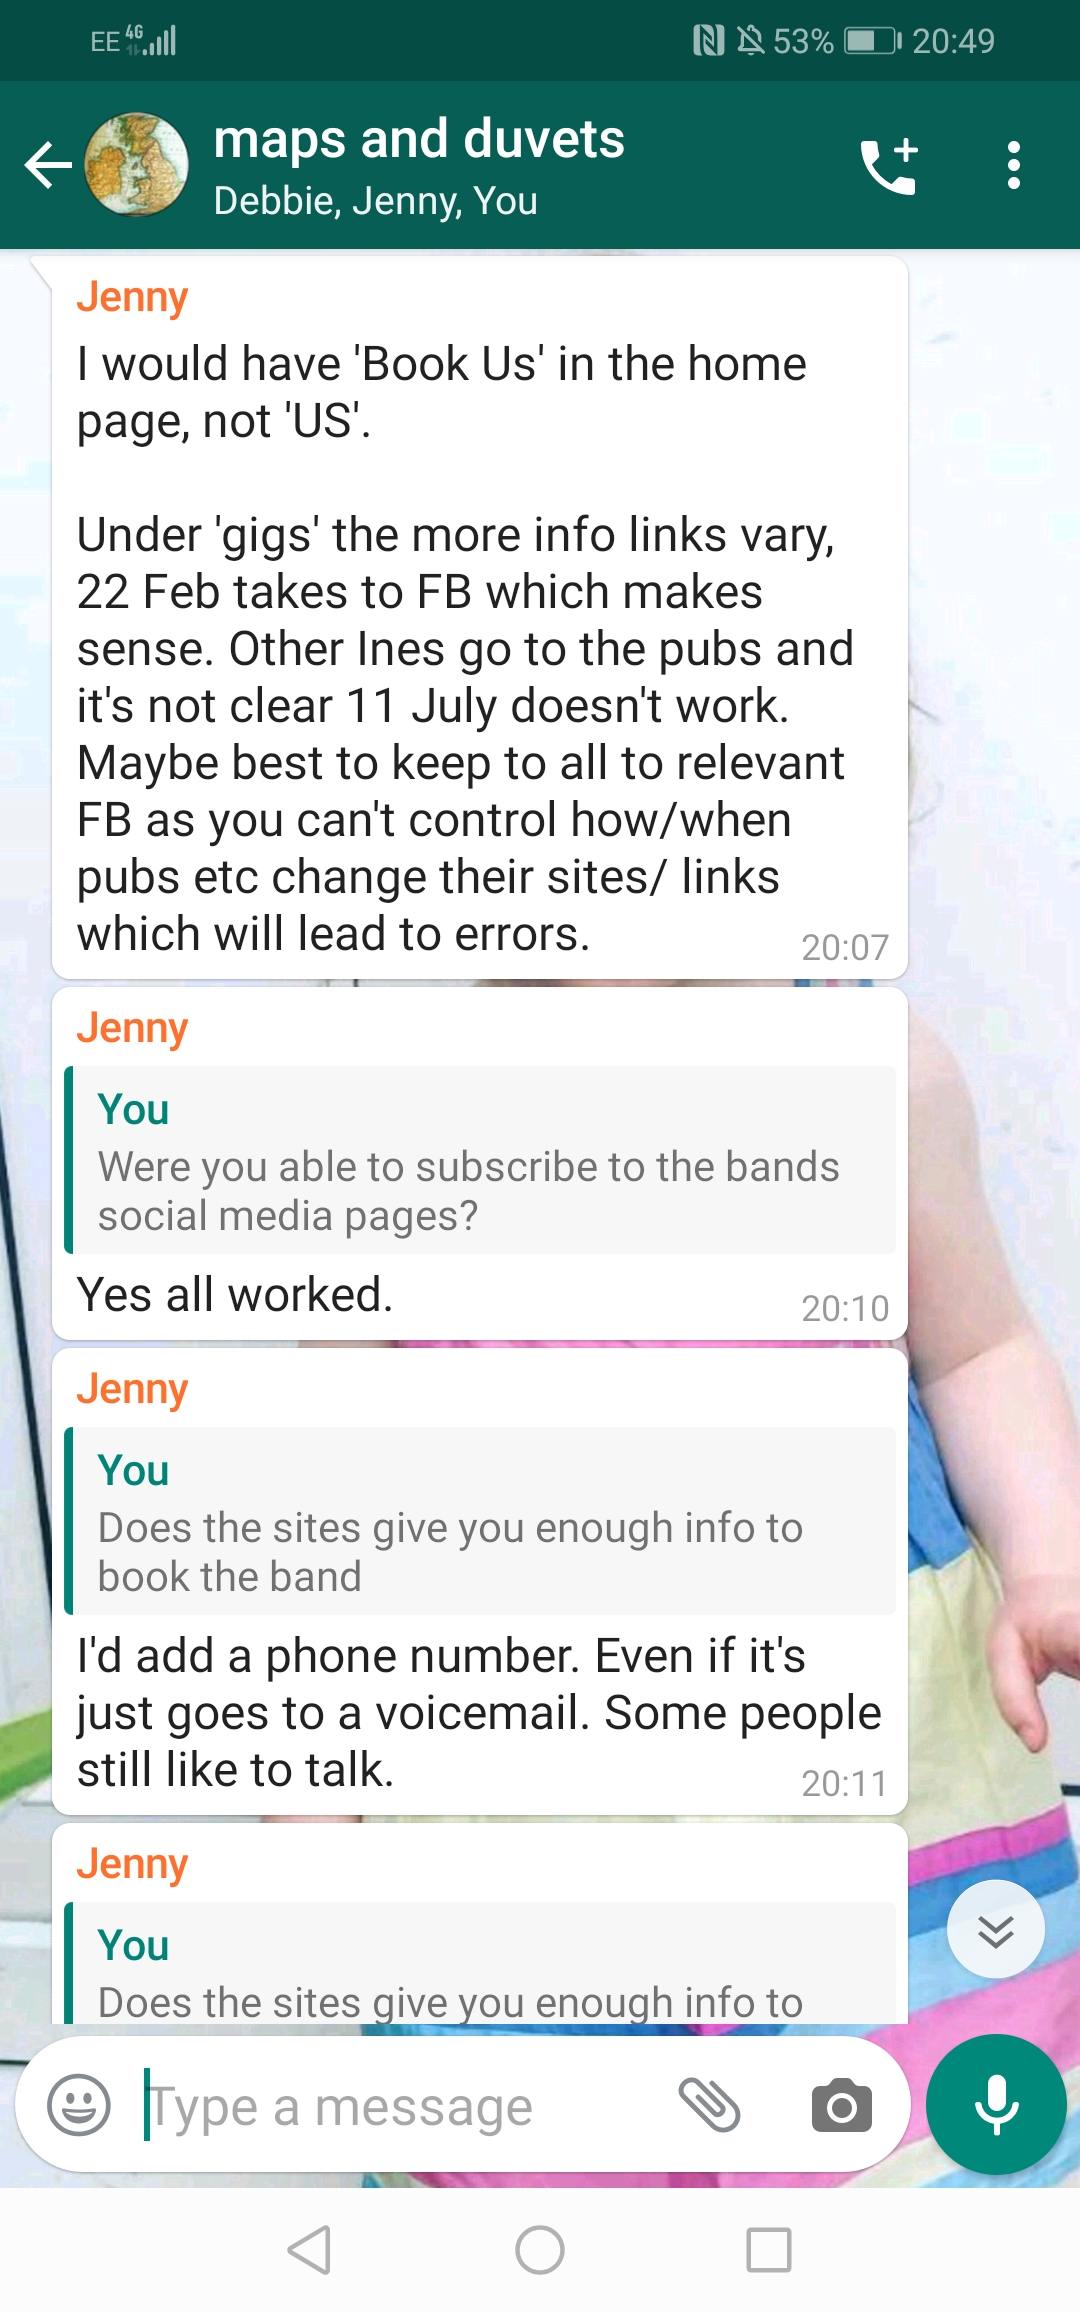 EE 4G 53% 20:49
maps and duvets
Debbie, Jenny, You
Jenny
I would have 'Book Us' in the home
page, not 'US'.
Under 'gigs' the more info links vary,
22 Feb takes to FB which makes
sense. Other Ines go to the pubs and
it's not clear 11 July doesn't work.
Maybe best to keep to all to relevant
FB as you can't control how/when
pubs etc change their sites/ links
which will lead to errors.
20:07
Jenny
You
Were you able to subscribe to the bands
social media pages?
Yes all worked.
20:10
Jenny
You
Does the sites give you enough info to
book the band
I'd add a phone number. Even if it's
just goes to a voicemail. Some people
still like to talk.
20:11
Jenny
You
Does the sites give you enough info to
Type a message